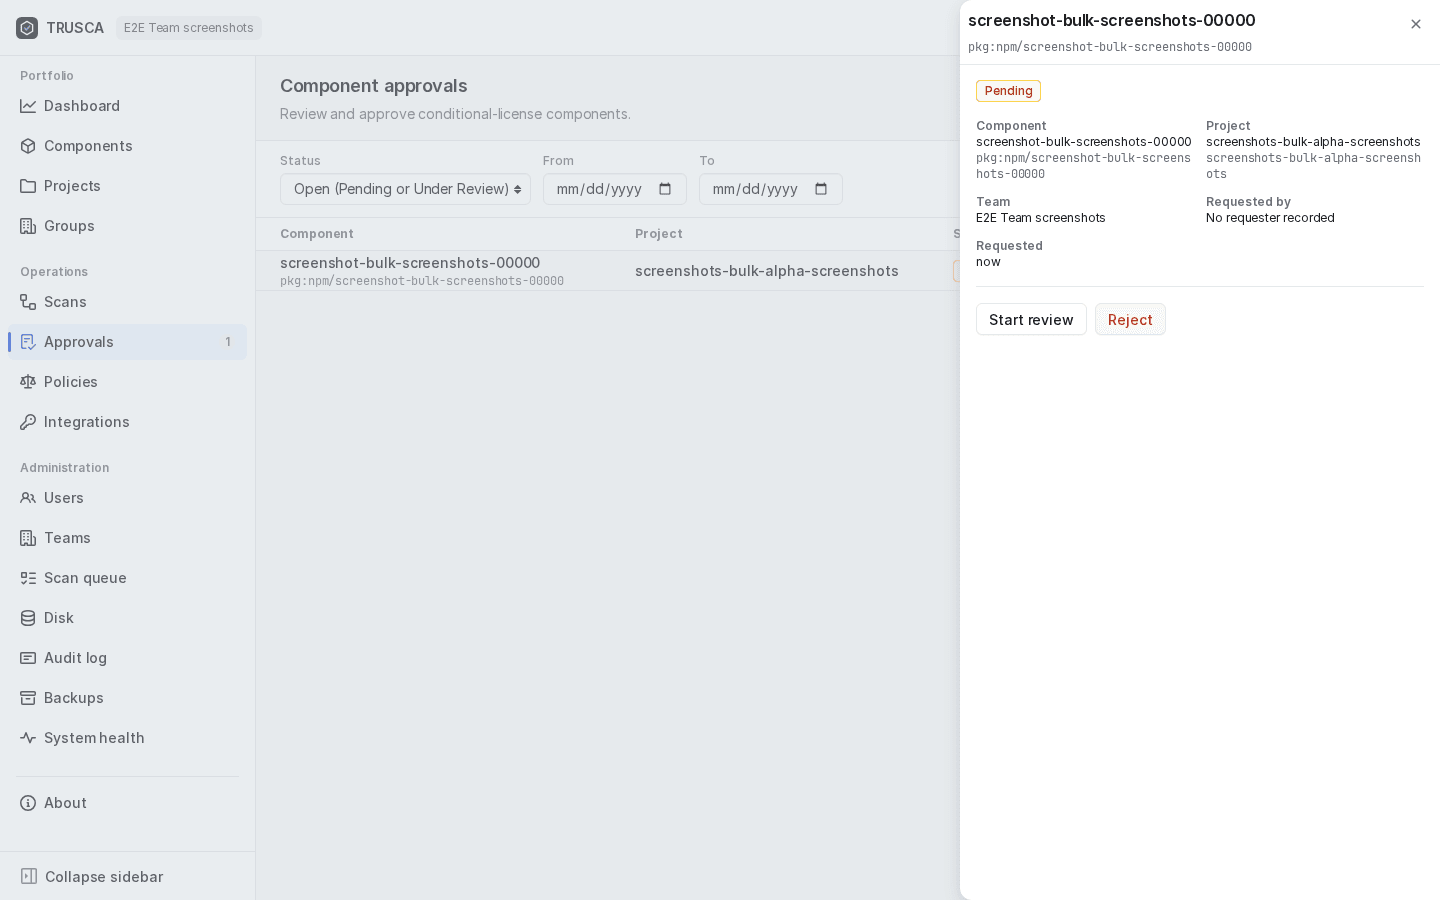 TRUSCA
E2E Team screenshots
Portfolio
Dashboard
Components
Projects
Groups
Operations
Scans
Approvals
1
Policies
Integrations
Administration
Users
Teams
Scan queue
Disk
Audit log
Backups
System health
About
Collapse sidebar
Component approvals
Review and approve conditional-license components.
Status
From
To
Open (Pending or Under Review)
mm/dd/yyyy
mm/dd/yyyy
Component
Project
S
screenshot-bulk-screenshots-00000
pkg:npm/screenshot-bulk-screenshots-00000
screenshots-bulk-alpha-screenshots
screenshot-bulk-screenshots-00000
pkg:npm/screenshot-bulk-screenshots-00000
Pending
Component
screenshot-bulk-screenshots-00000
pkg:npm/screenshot-bulk-screens
hots-00000
Project
screenshots-bulk-alpha-screenshots
screenshots-bulk-alpha-screensh
ots
Team
E2E Team screenshots
Requested by
No requester recorded
Requested
now
Start review
Reject